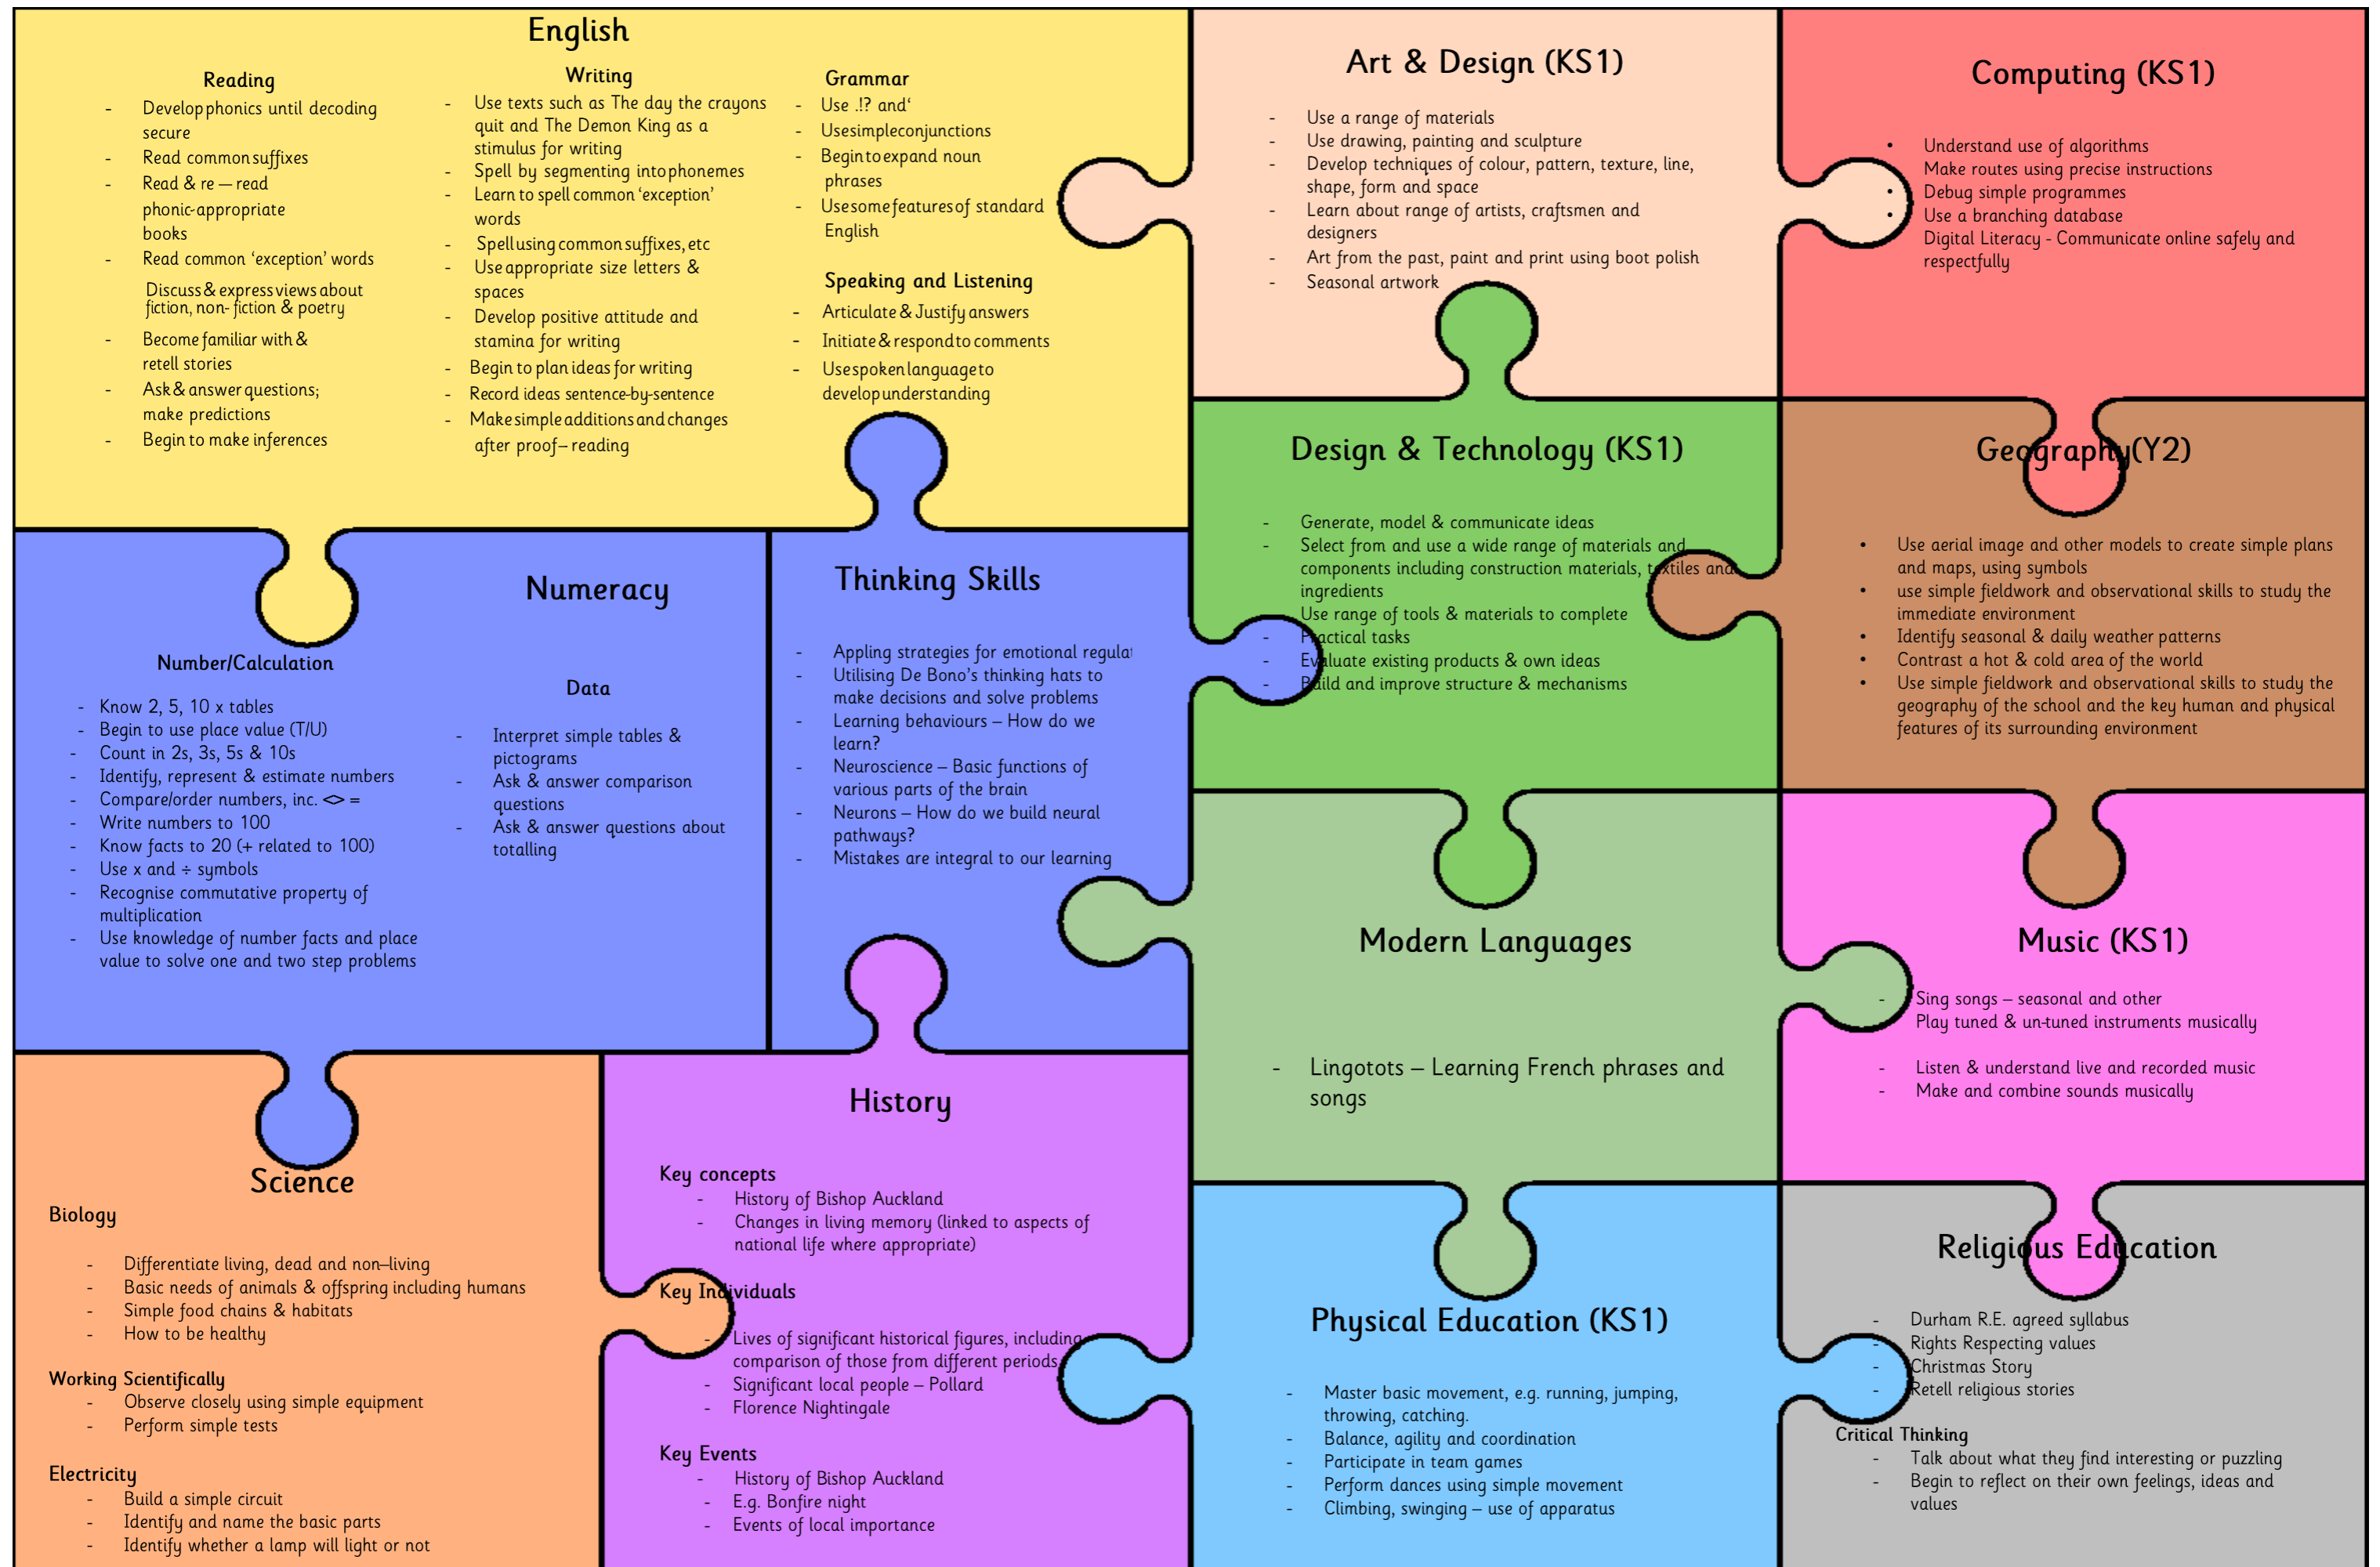 English
Reading
- Develop phonics until decoding
secure
- Read common suffixes
- Read & re – read
phonic-appropriate
books
- Read common ‘exception’ words
Discuss & express views about
fiction, non- fiction & poetry
- Become familiar with &
retell stories
- Ask & answer questions;
make predictions
- Begin to make inferences
Writing
- Use texts such as The day the crayons
quit and The Demon King as a
stimulus for writing
- Spell by segmenting into phonemes
- Learn to spell common ‘exception’
words
- Spell using common suffixes, etc
- Use appropriate size letters &
spaces
- Develop positive attitude and
stamina for writing
- Begin to plan ideas for writing
- Record ideas sentence-by-sentence
- Make simple additions and changes
after proof– reading
Grammar
- Use .!? and‘
- Use simple conjunctions
- Begin to expand noun
phrases
- Use some features of standard
English
Speaking and Listening
- Articulate & Justify answers
- Initiate & respond to comments
- Use spoken language to
develop understanding
Art & Design (KS1)
- Use a range of materials
- Use drawing, painting and sculpture
- Develop techniques of colour, pattern, texture, line,
shape, form and space
- Learn about range of artists, craftsmen and
designers
- Art from the past, paint and print using boot polish
- Seasonal artwork
Computing (KS1)
• Understand use of algorithms
Make routes using precise instructions
• Debug simple programmes
• Use a branching database
Digital Literacy - Communicate online safely and
respectfully
Numeracy
Number/Calculation
- Know 2, 5, 10 x tables
- Begin to use place value (T/U)
- Count in 2s, 3s, 5s & 10s
- Identify, represent & estimate numbers
- Compare/order numbers, inc. <> =
- Write numbers to 100
- Know facts to 20 (+ related to 100)
- Use x and ÷ symbols
- Recognise commutative property of
multiplication
- Use knowledge of number facts and place
value to solve one and two step problems
Data
- Interpret simple tables &
pictograms
- Ask & answer comparison
questions
- Ask & answer questions about
totalling
Thinking Skills
- Appling strategies for emotional regulat
- Utilising De Bono’s thinking hats to
make decisions and solve problems
- Learning behaviours – How do we
learn?
- Neuroscience – Basic functions of
various parts of the brain
- Neurons – How do we build neural
pathways?
- Mistakes are integral to our learning
Design & Technology (KS1)
- Generate, model & communicate ideas
- Select from and use a wide range of materials and
components including construction materials, textiles and
ingredients
Use range of tools & materials to complete
- Practical tasks
- Evaluate existing products & own ideas
- Build and improve structure & mechanisms
Geography(Y2)
• Use aerial image and other models to create simple plans
and maps, using symbols
• use simple fieldwork and observational skills to study the
immediate environment
• Identify seasonal & daily weather patterns
• Contrast a hot & cold area of the world
• Use simple fieldwork and observational skills to study the
geography of the school and the key human and physical
features of its surrounding environment
Modern Languages
- Lingotots – Learning French phrases and
songs
Music (KS1)
- Sing songs – seasonal and other
Play tuned & un-tuned instruments musically
- Listen & understand live and recorded music
- Make and combine sounds musically
Science
Biology
- Differentiate living, dead and non–living
- Basic needs of animals & offspring including humans
- Simple food chains & habitats
- How to be healthy
Working Scientifically
- Observe closely using simple equipment
- Perform simple tests
Electricity
- Build a simple circuit
- Identify and name the basic parts
- Identify whether a lamp will light or not
History
Key concepts
- History of Bishop Auckland
- Changes in living memory (linked to aspects of
national life where appropriate)
Key Individuals
- Lives of significant historical figures, including
comparison of those from different periods
- Significant local people – Pollard
- Florence Nightingale
Key Events
- History of Bishop Auckland
- E.g. Bonfire night
- Events of local importance
Physical Education (KS1)
- Master basic movement, e.g. running, jumping,
throwing, catching.
- Balance, agility and coordination
- Participate in team games
- Perform dances using simple movement
- Climbing, swinging – use of apparatus
Religious Education
- Durham R.E. agreed syllabus
- Rights Respecting values
- Christmas Story
- Retell religious stories
Critical Thinking
- Talk about what they find interesting or puzzling
- Begin to reflect on their own feelings, ideas and
values